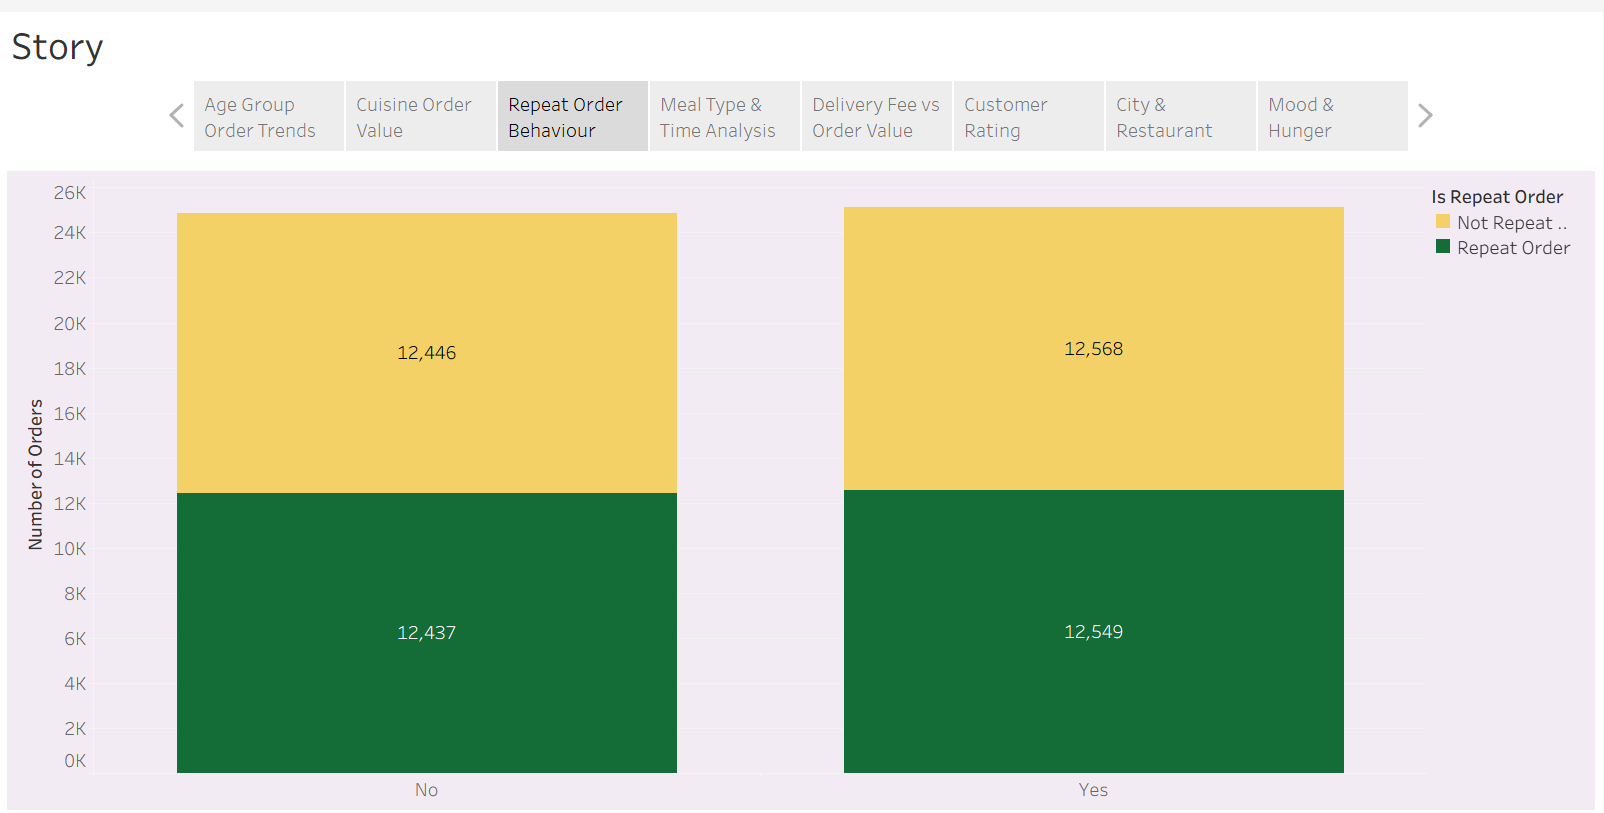 Story
Age Group
Order Trends
Cuisine Order
Value
Repeat Order
Behaviour
Meal Type &
Time Analysis
Delivery Fee vs
Order Value
Customer
Rating
City &
Restaurant
Mood &
Hunger
Is Repeat Order
Not Repeat ..
Repeat Order
Number of Orders
26K
24K
22K
20K
18K
16K
14K
12K
10K
8K
6K
4K
2K
0K
12,446
12,568
12,437
12,549
No
Yes